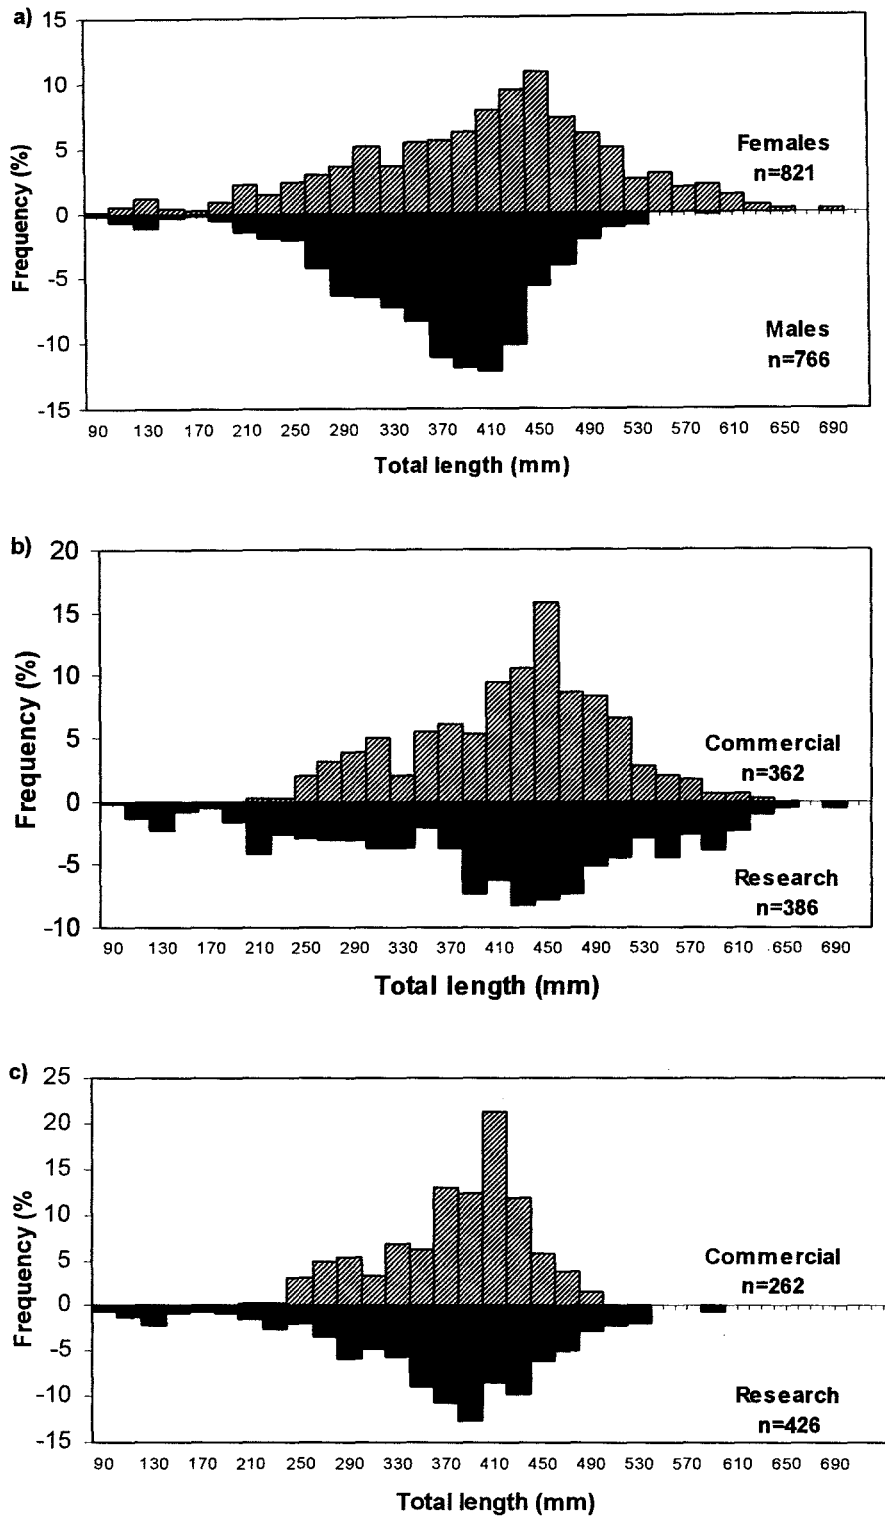 a)
15
10
5
0
-5
-10
-15
Frequency (%)
Females
n=821
Males
n=766
90 130 170 210 250 290 330 370 410 450 490 530 570 610 690
Total length (mm)
b)
20
15
10
5
0
-5
-10
Frequency (%)
Commercial
n=362
Research
n=386
90 130 170 210 250 290 330 370 410 450 490 530 570 610 650 690
Total length (mm)
c)
25
20
15
10
5
0
-5
-10
-15
Frequency (%
Commercial
n=262
Research
n=426
90 130 170 210 250 290 330 370 410 450 490 530 570 610 650 690
Total length (mm)